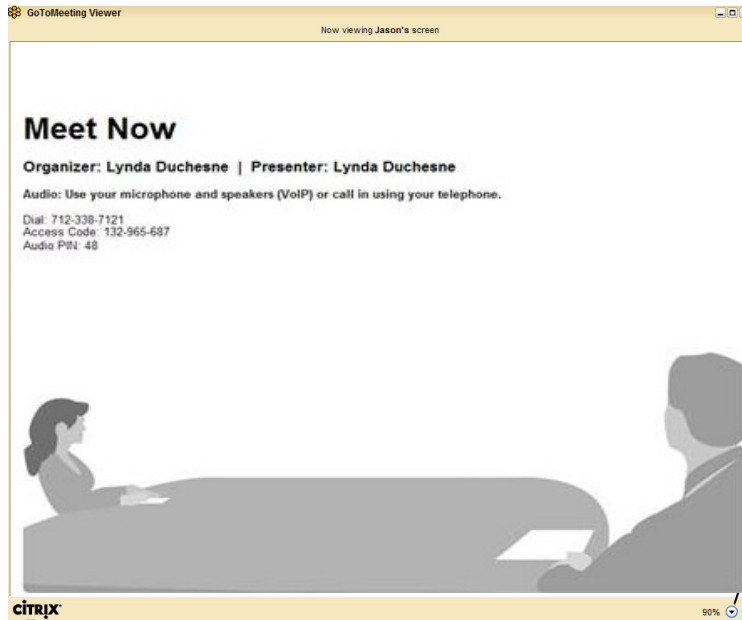 GoToMeeting Viewer
Now viewing Jason's screen
Meet Now
Organizer: Lynda Duchesne | Presenter: Lynda Duchesne
Audio: Use your microphone and speakers (VoIP) or call in using your telephone.
Dial: 712-338-7121
Access Code: 132-965-687
Audio PIN: 48
CITRIX
90%